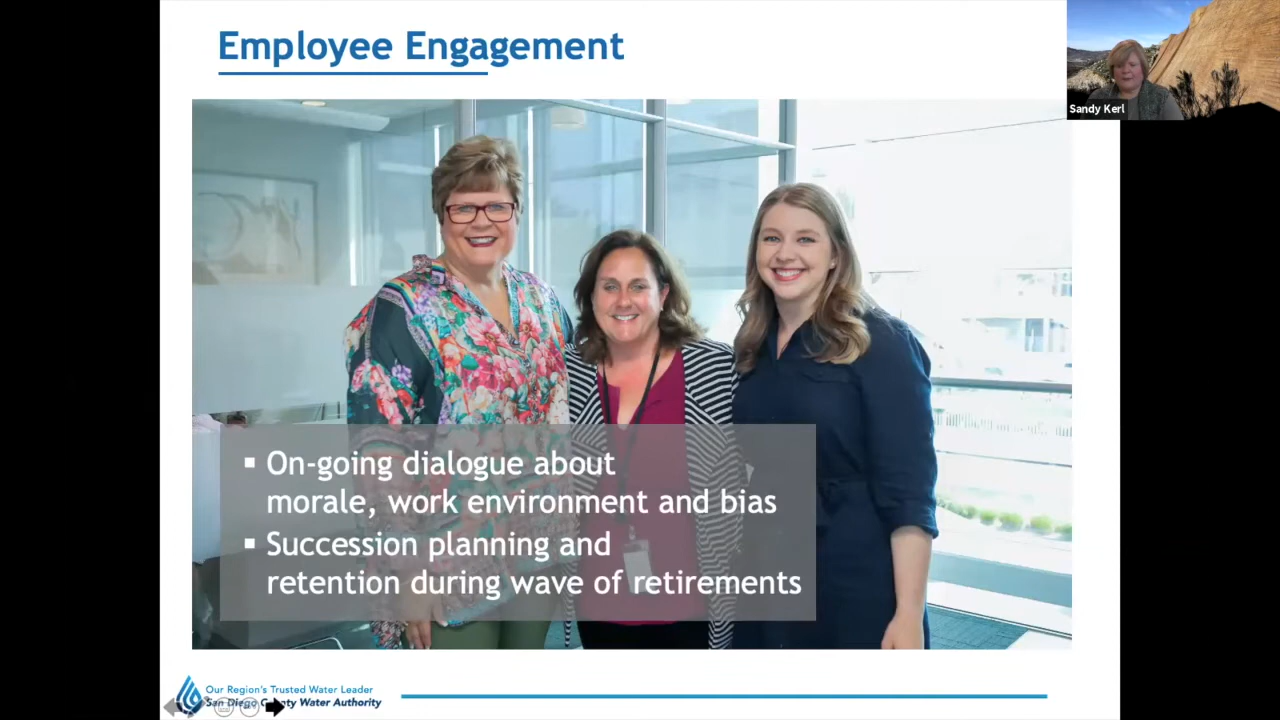 Employee Engagement
Sandy Kerl
▪ On-going dialogue about
morale, work environment and bias
▪ Succession planning and
retention during wave of retirements
Our Region's Trusted Water Leader
San Diego County Water Authority